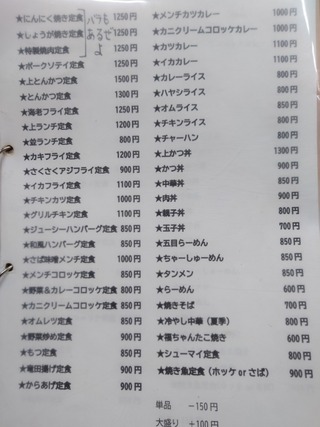 ★にんにく焼き定食 1250円
★しょうが焼き定食 1250円
★特製焼肉定食 1250円
バラも
あるぜ
よ
★ポークソテイ定食 1250円
★上とんかつ定食 1500円
★とんかつ定食 1300円
★海老フライ定食 1250円
★上ランチ定食 1200円
★並ランチ定食 800円
★カキフライ定食 1200円
★さくさくアジフライ定食 900円
★イカフライ定食 1100円
★チキンカツ定食 1000円
★グリルチキン定食 1100円
★ジューシーハンバーグ定食 850円
★和風ハンバーグ定食 850円
★さば味噌メンチ定食 1000円
★メンチコロッケ定食 850円
★野菜＆カレーコロッケ定食 800円
★カニクリームコロッケ定食 850円
★オムレツ定食 850円
★野菜炒め定食 900円
★もつ定食 850円
★竜田揚げ定食 900円
★からあげ定食 900円
★メンチカツカレー 1000円
★カニクリームコロッケカレー 1000円
★カツカレー 1100円
★イカカレー 1100円
★カレーライス 800円
★ハヤシライス 800円
★オムライス 850円
★チキンライス 800円
★チャーハン 800円
★上かつ丼 1300円
★かつ丼 900円
★中華丼 850円
★肉丼 900円
★親子丼 800円
★玉子丼 700円
★五目らーめん 850円
★ちゃーしゅーめん 850円
★タンメン 850円
★らーめん 600円
★焼きそば 700円
★冷やし中華（夏季） 800円
★福ちゃんたこ焼き 600円
★シューマイ定食 800円
★焼き魚定食（ホッケ or さば） 900円
単品 −150円
大盛り ＋100円